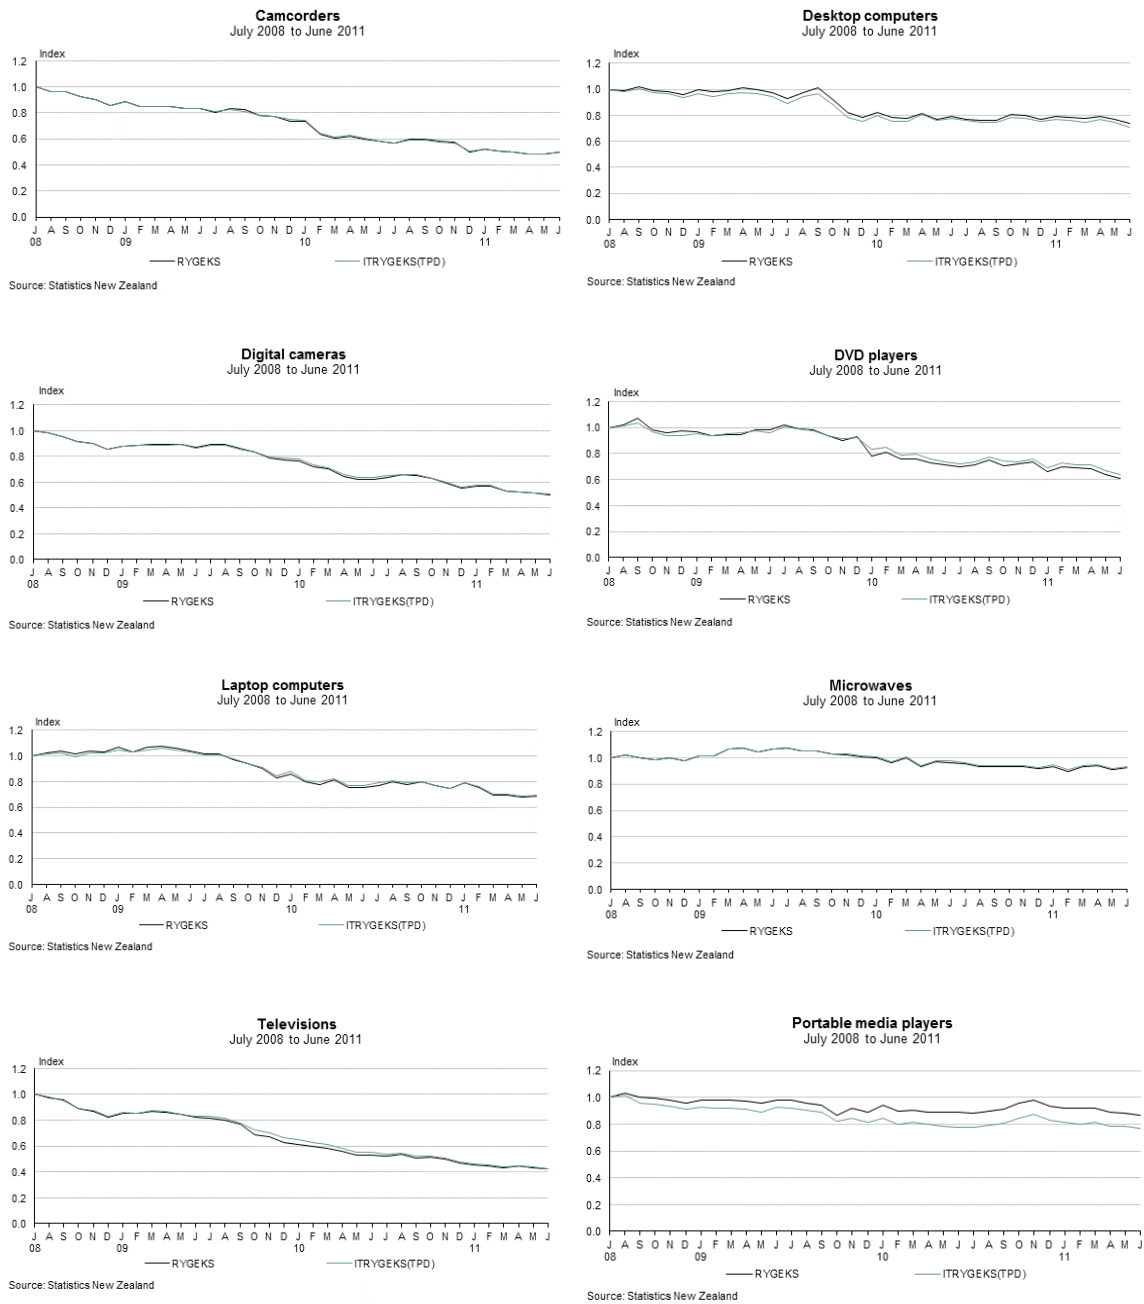 Camcorders
July 2008 to June 2011
Index
1.2
1.0
0.8
0.6
0.4
0.2
0.0
J A S O N D J F M A M J J A S O N D J F M A M J J A S O N D J F M A M J
08 09 10 11
RYGEKS ITRYGEKS(TPD)
Source: Statistics New Zealand
Desktop computers
July 2008 to June 2011
Index
1.2
1.0
0.8
0.6
0.4
0.2
0.0
J A S O N D J F M A M J J A S O N D J F M A M J J A S O N D J F M A M J
08 09 10 11
RYGEKS ITRYGEKS(TPD)
Source: Statistics New Zealand
Digital cameras
July 2008 to June 2011
Index
1.2
1.0
0.8
0.6
0.4
0.2
0.0
J A S O N D J F M A M J J A S O N D J F M A M J J A S O N D J F M A M J
08 09 10 11
RYGEKS ITRYGEKS(TPD)
Source: Statistics New Zealand
DVD players
July 2008 to June 2011
Index
1.2
1.0
0.8
0.6
0.4
0.2
0.0
J A S O N D J F M A M J J A S O N D J F M A M J J A S O N D J F M A M J
08 09 10 11
RYGEKS ITRYGEKS(TPD)
Source: Statistics New Zealand
Laptop computers
July 2008 to June 2011
Index
1.2
1.0
0.8
0.6
0.4
0.2
0.0
J A S O N D J F M A M J J A S O N D J F M A M J J A S O N D J F M A M J
08 09 10 11
RYGEKS ITRYGEKS(TPD)
Source: Statistics New Zealand
Microwaves
July 2008 to June 2011
Index
1.2
1.0
0.8
0.6
0.4
0.2
0.0
J A S O N D J F M A M J J A S O N D J F M A M J J A S O N D J F M A M J
08 09 10 11
RYGEKS ITRYGEKS(TPD)
Source: Statistics New Zealand
Televisions
July 2008 to June 2011
Index
1.2
1.0
0.8
0.6
0.4
0.2
0.0
J A S O N D J F M A M J J A S O N D J F M A M J J A S O N D J F M A M J
08 09 10 11
RYGEKS ITRYGEKS(TPD)
Source: Statistics New Zealand
Portable media players
July 2008 to June 2011
Index
1.2
1.0
0.8
0.6
0.4
0.2
0.0
J A S O N D J F M A M J J A S O N D J F M A M J J A S O N D J F M A M J
08 09 10 11
RYGEKS ITRYGEKS(TPD)
Source: Statistics New Zealand